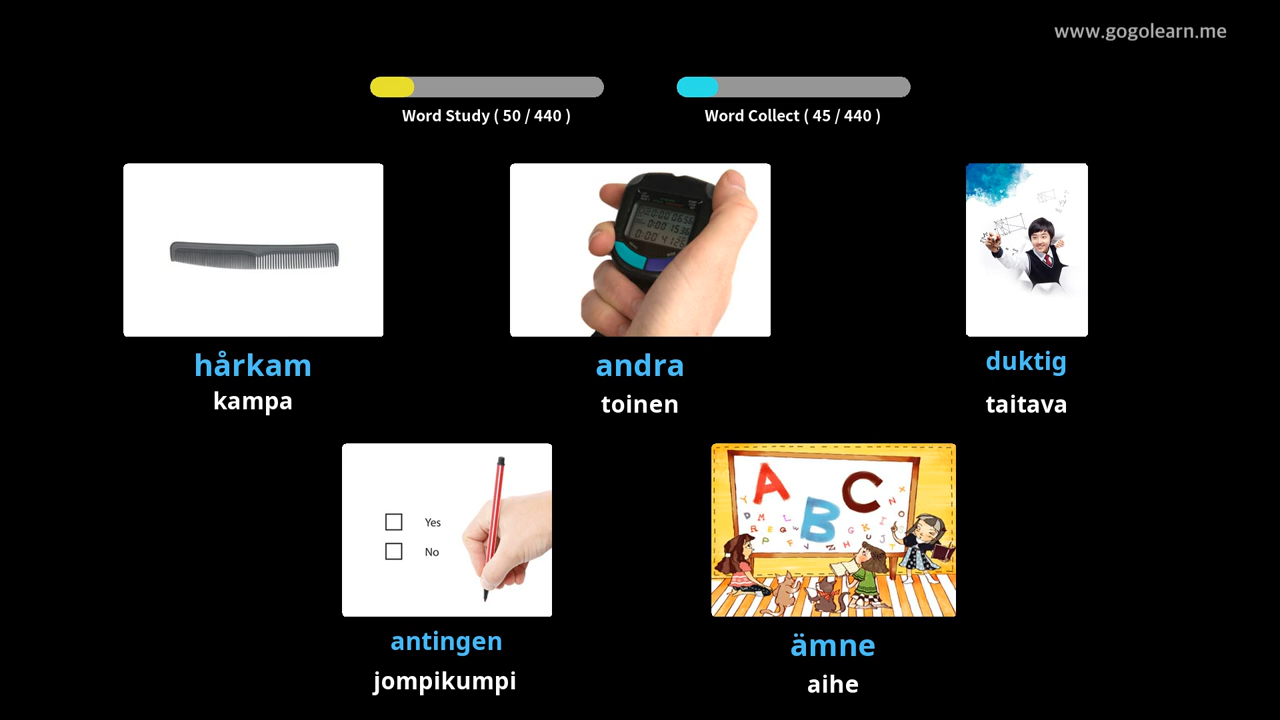 www.gogolearn.me
Word Study ( 50 / 440 )
Word Collect ( 45 / 440 )
hårkam
kampa
andra
toinen
duktig
taitava
Yes
No
antingen
jompikumpi
A B C
ämne
aihe